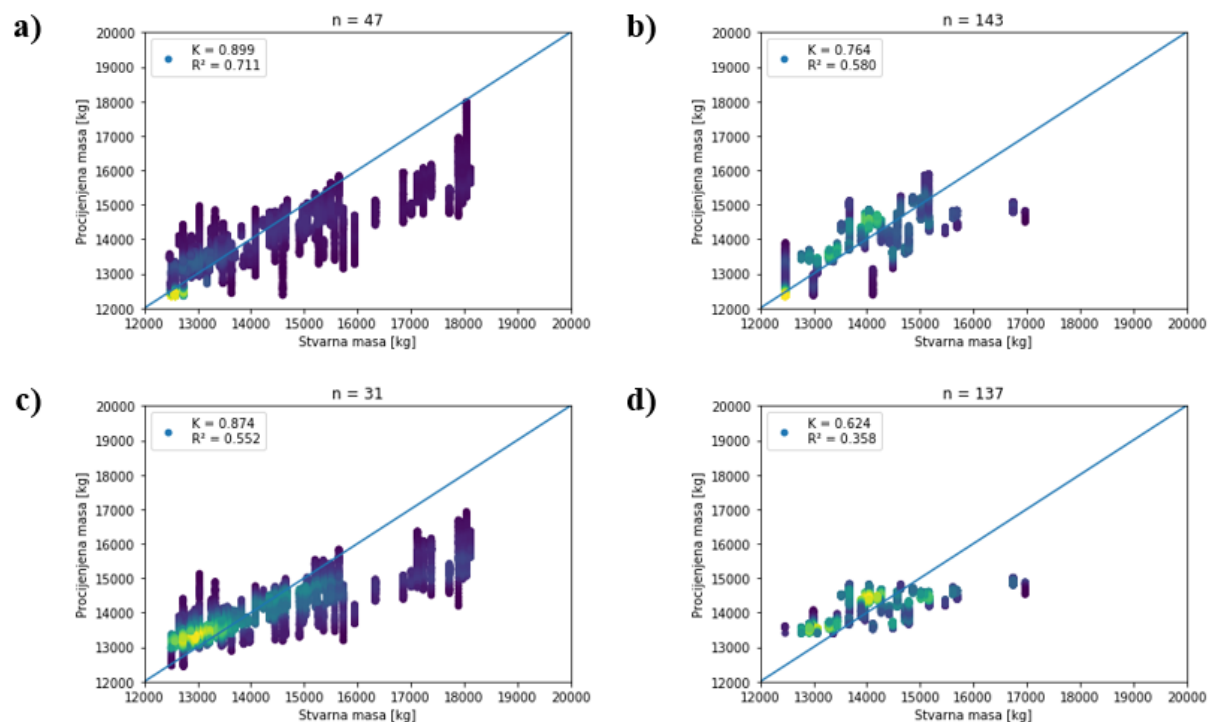 a)
n = 47
K = 0.899
R² = 0.711
Procijenjena masa [kg]
20000
19000
18000
17000
16000
15000
14000
13000
12000
12000 13000 14000 15000 16000 17000 18000 19000 20000
Stvarna masa [kg]
b)
n = 143
K = 0.764
R² = 0.580
Procijenjena masa [kg]
20000
19000
18000
17000
16000
15000
14000
13000
12000
12000 13000 14000 15000 16000 17000 18000 19000 20000
Stvarna masa [kg]
c)
n = 31
K = 0.874
R² = 0.552
Procijenjena masa [kg]
20000
19000
18000
17000
16000
15000
14000
13000
12000
12000 13000 14000 15000 16000 17000 18000 19000 20000
Stvarna masa [kg]
d)
n = 137
K = 0.624
R² = 0.358
Procijenjena masa [kg]
20000
19000
18000
17000
16000
15000
14000
13000
12000
12000 13000 14000 15000 16000 17000 18000 19000 20000
Stvarna masa [kg]